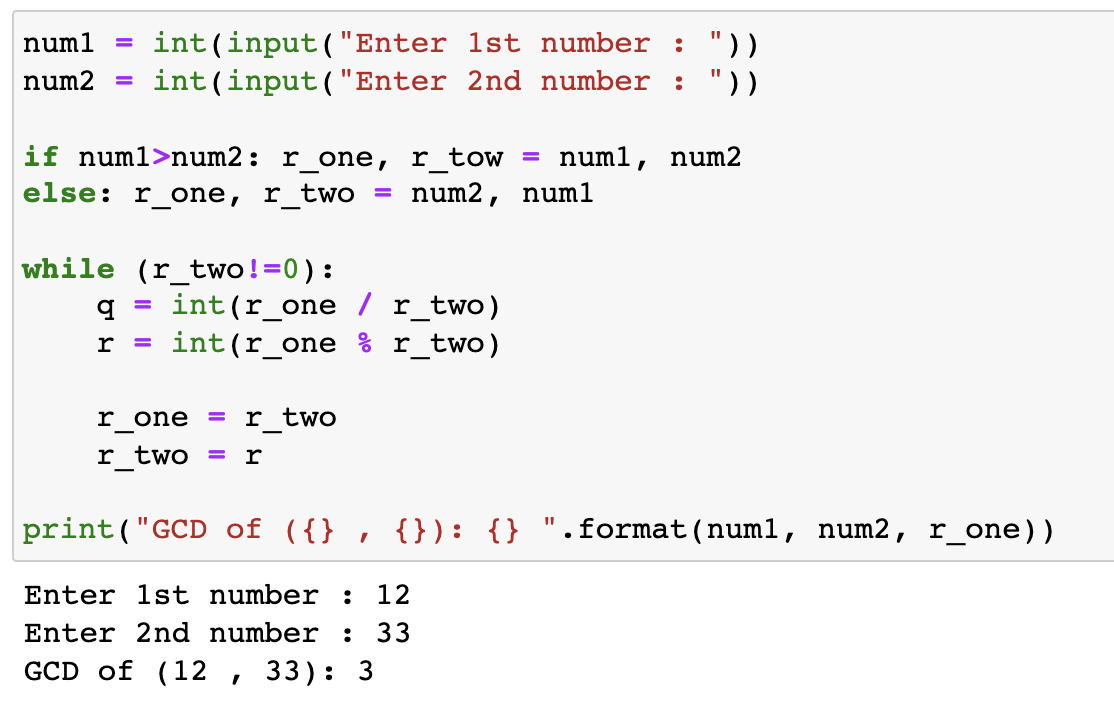 num1 = int(input("Enter 1st number : "))
num2 = int(input("Enter 2nd number : "))
if num1>num2: r_one, r_tow = num1, num2
else: r_one, r_two = num2, num1
while (r_two!=0):
    q = int(r_one / r_two)
    r = int(r_one % r_two)
    r_one = r_two
    r_two = r
print("GCD of ({} , {}): {} ".format(num1, num2, r_one))
Enter 1st number : 12
Enter 2nd number : 33
GCD of (12 , 33): 3